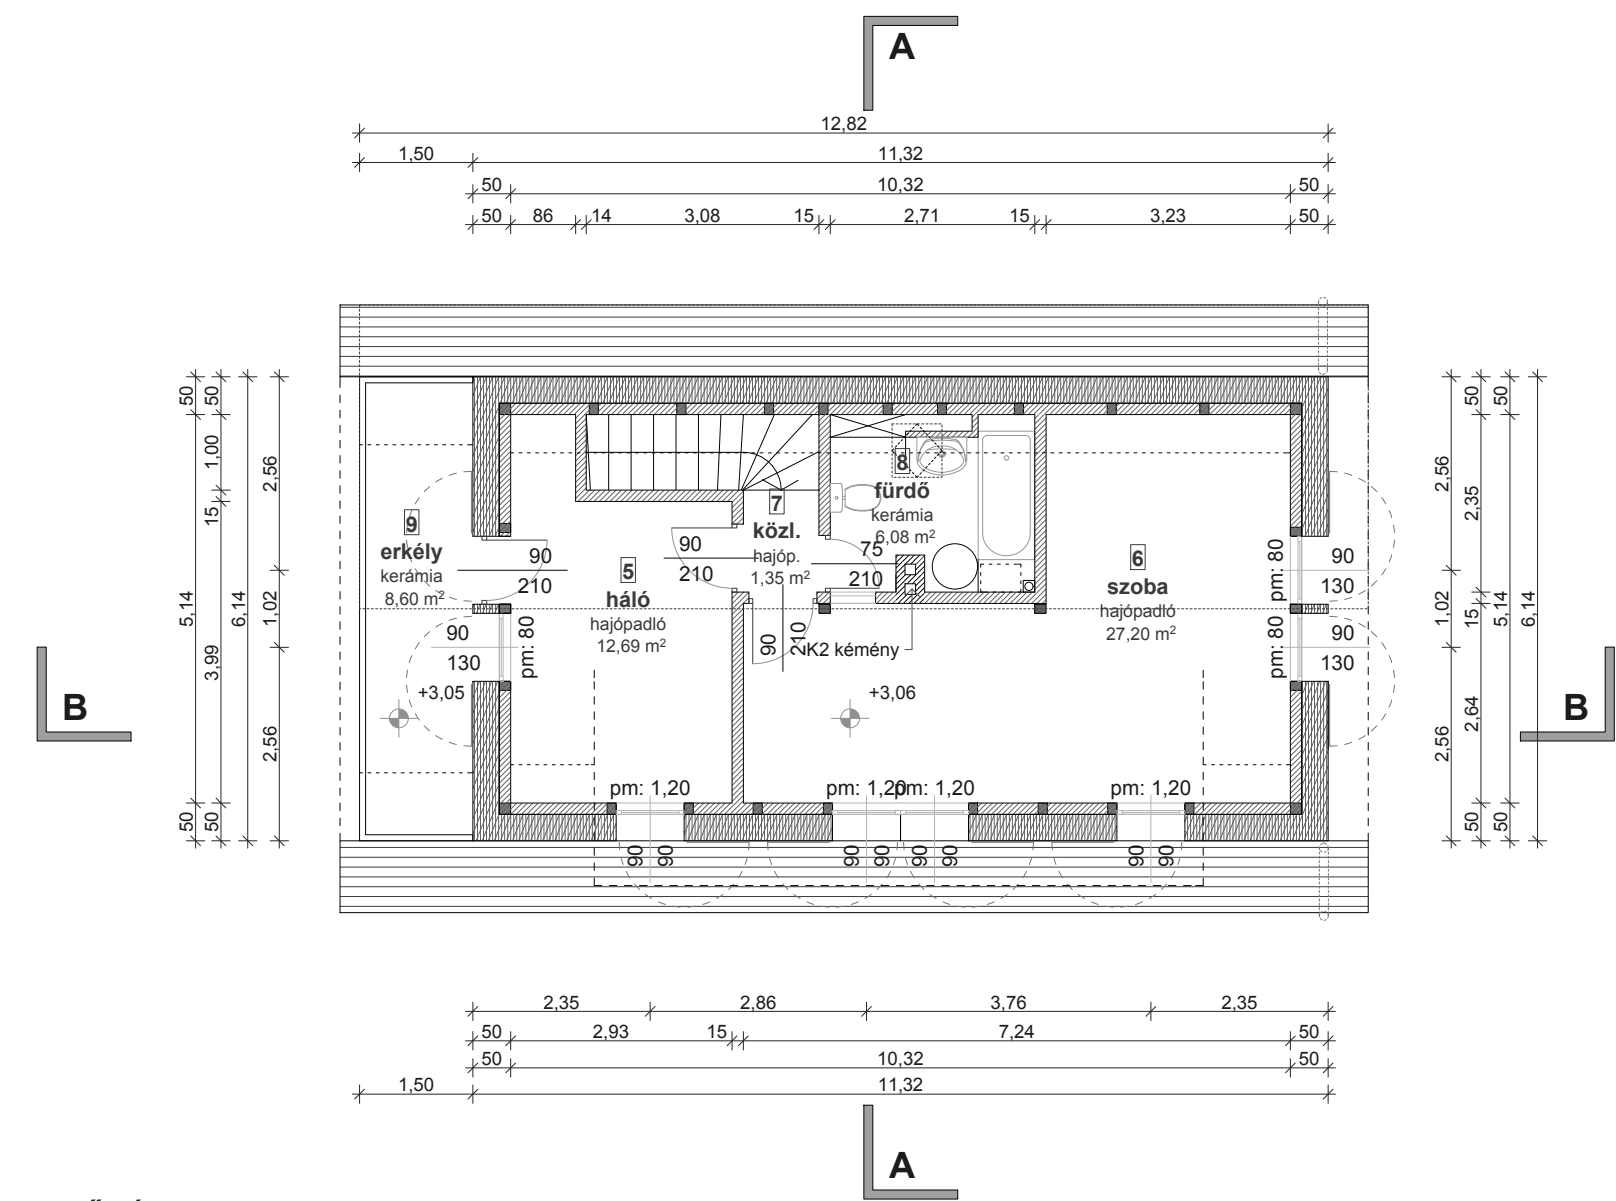 A
12,82
1,50 11,32
50 10,32 50
50 86 14 3,08 15 2,71 15 3,23 50
50 50 1,00 15 3,99 50 50
5,14
6,14
2,56 1,02 2,56
9
erkély
kerámia
8,60 m²
90
210
90
130
pm: 80
+3,05
5
háló
hajópadló
12,69 m²
90
210
7
közl.
hajóp.
1,35 m²
90
210
8
fürdő
kerámia
6,08 m²
75
210
K2 kémény
+3,06
6
szoba
hajópadló
27,20 m²
pm: 80
90
130
pm: 80
90
130
pm: 1,20 pm: 1,20 pm: 1,20 pm: 1,20
90 90 90 90 90 90 90 90
2,56 1,02 2,56
50 2,35 15 2,64 50
50 5,14 50
6,14
B
B
2,35 2,86 3,76 2,35
50 2,93 15 7,24 50
50 10,32 50
1,50 11,32
A